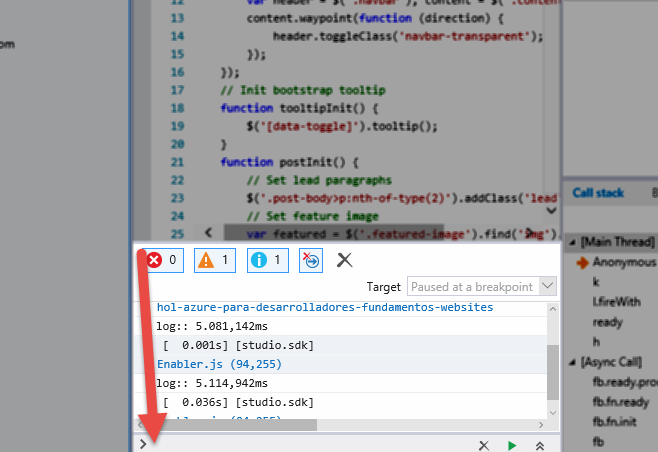 om
12 var header = $('.navbar'), content = $('.conten
13 content.waypoint(function (direction) {
14 header.toggleClass('navbar-transparent');
15 });
16 });
17 // Init bootstrap tooltip
18 function tooltipInit() {
19 $('[data-toggle]').tooltip();
20 }
21 function postInit() {
22 // Set lead paragraphs
23 $('.post-body>p:nth-of-type(2)').addClass('lead
24 // Set feature image
25 var featured = $('.featured-image').find('img').
0 1 1
Target Paused at a breakpoint
hol-azure-para-desarrolladores-fundamentos-websites
log:: 5.081,142ms
[ 0.001s] [studio.sdk]
Enabler.js (94,255)
log:: 5.114,942ms
[ 0.036s] [studio.sdk]
(94,255)
Call stack
[Main Thread]
Anonymous
k
l.fireWith
ready
h
[Async Call]
fb.ready.pro
fb.fn.ready
fb.fn.init
fb